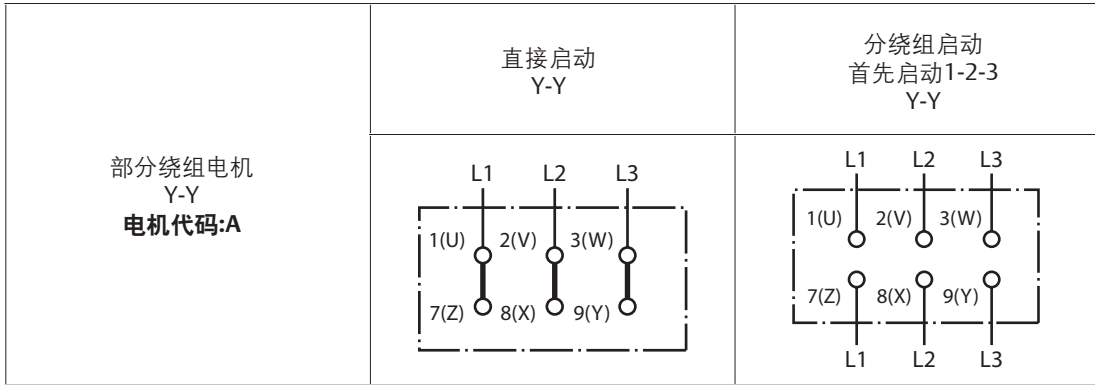 部分绕组电机
Y-Y
电机代码:A
直接启动
Y-Y
分绕组启动
首先启动1-2-3
Y-Y
L1 L2 L3
1(U) 2(V) 3(W)
7(Z) 8(X) 9(Y)
L1 L2 L3
1(U) 2(V) 3(W)
7(Z) 8(X) 9(Y)
L1 L2 L3